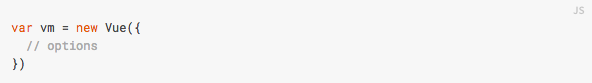 JS
var vm = new Vue({
  // options
})